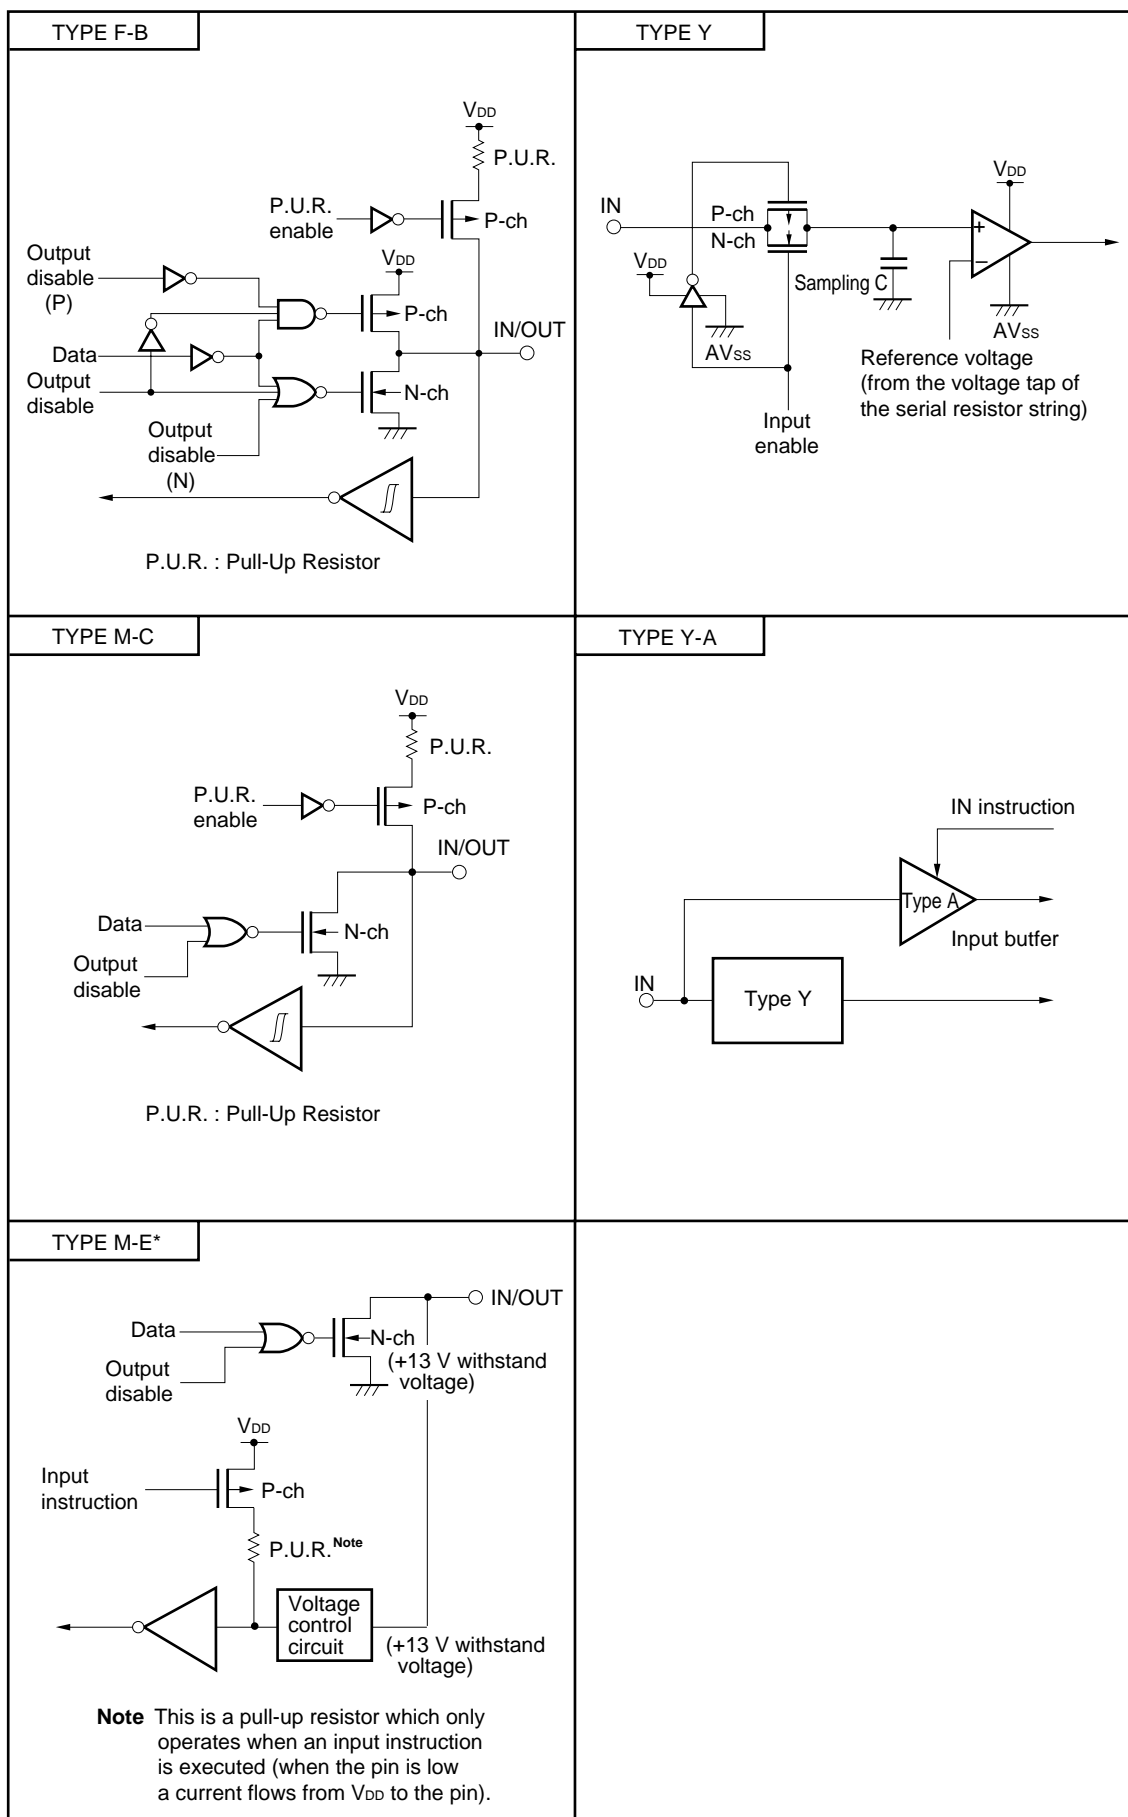 TYPE F-B
VDD
P.U.R.
P.U.R.
enable
P-ch
Output
disable
(P)
VDD
P-ch
IN/OUT
Data
Output
disable
N-ch
Output
disable
(N)
P.U.R. : Pull-Up Resistor
TYPE Y
VDD
IN
P-ch
N-ch
+
−
VDD
Sampling C
AVss
AVss
Reference voltage
(from the voltage tap of
the serial resistor string)
Input
enable
TYPE M-C
VDD
P.U.R.
P.U.R.
enable
P-ch
IN/OUT
Data
N-ch
Output
disable
P.U.R. : Pull-Up Resistor
TYPE Y-A
IN instruction
Type A
Input butfer
IN
Type Y
TYPE M-E*
IN/OUT
Data
N-ch
(+13 V withstand
voltage)
Output
disable
VDD
Input
instruction
P-ch
P.U.R. Note
Voltage
control
circuit
(+13 V withstand
voltage)
Note This is a pull-up resistor which only
operates when an input instruction
is executed (when the pin is low
a current flows from VDD to the pin).